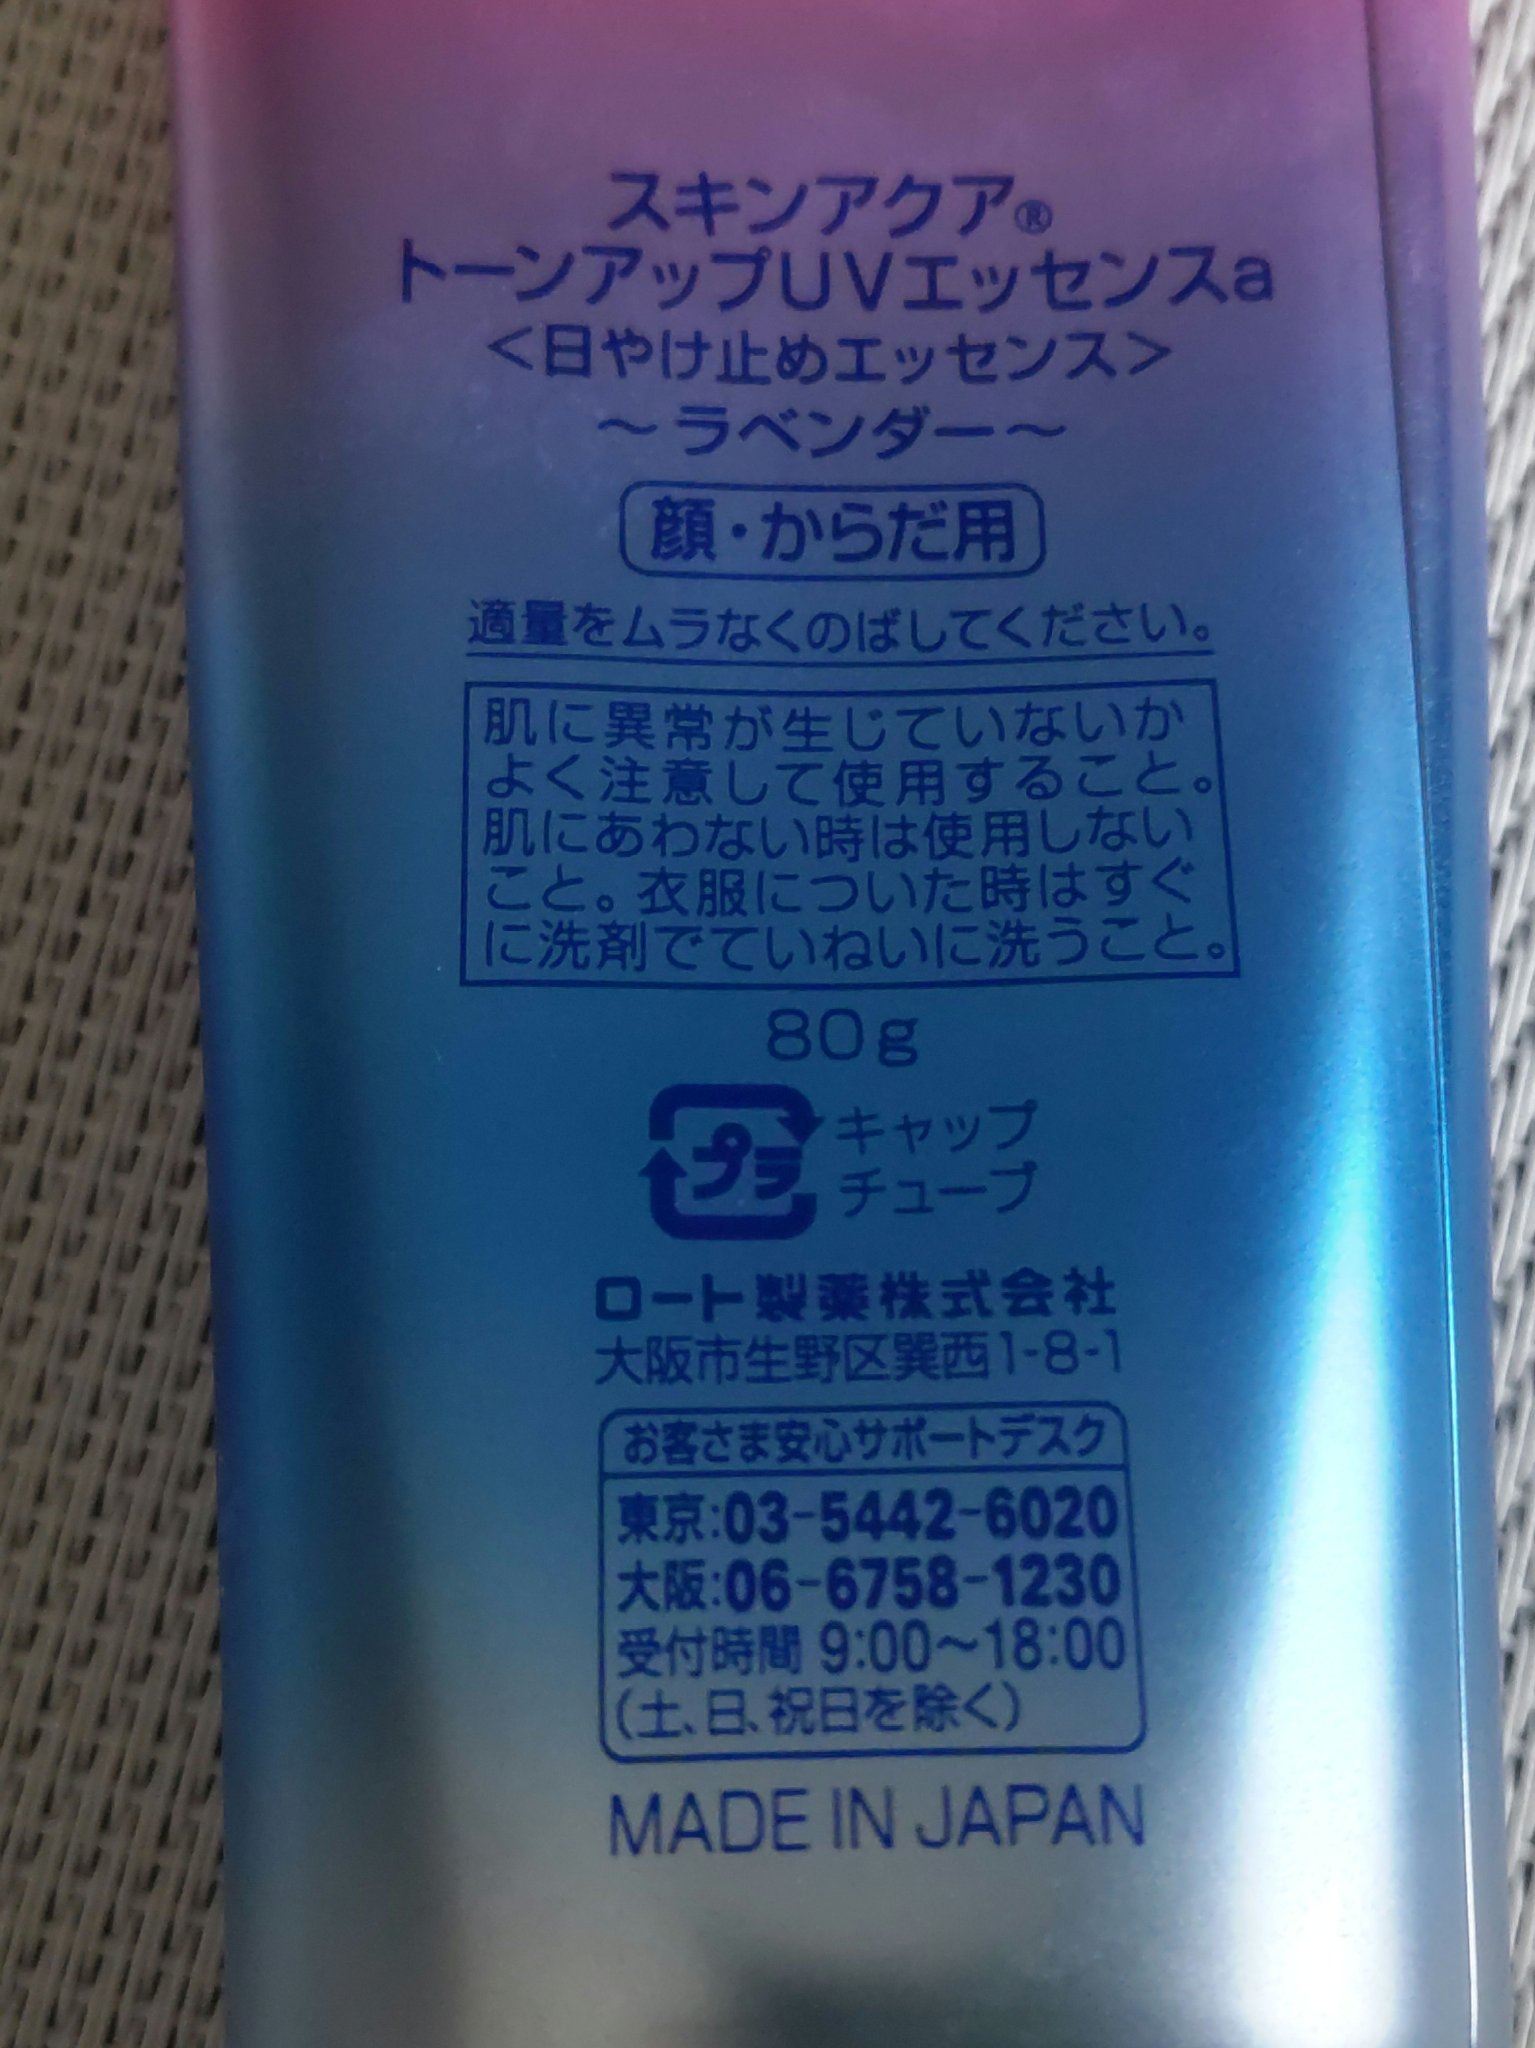 スキンアクア®
トーンアップUVエッセンスa
＜日やけ止めエッセンス＞
～ラベンダー～
顔・からだ用
適量をムラなくのばしてください。
肌に異常が生じていないか
よく注意して使用すること。
肌にあわない時は使用しない
こと。衣服についた時はすぐ
に洗剤でていねいに洗うこと。
80g
プラ キャップ
チューブ
ロート製薬株式会社
大阪市生野区巽西1-8-1
お客さま安心サポートデスク
東京:03-5442-6020
大阪:06-6758-1230
受付時間 9:00～18:00
(土、日、祝日を除く)
MADE IN JAPAN